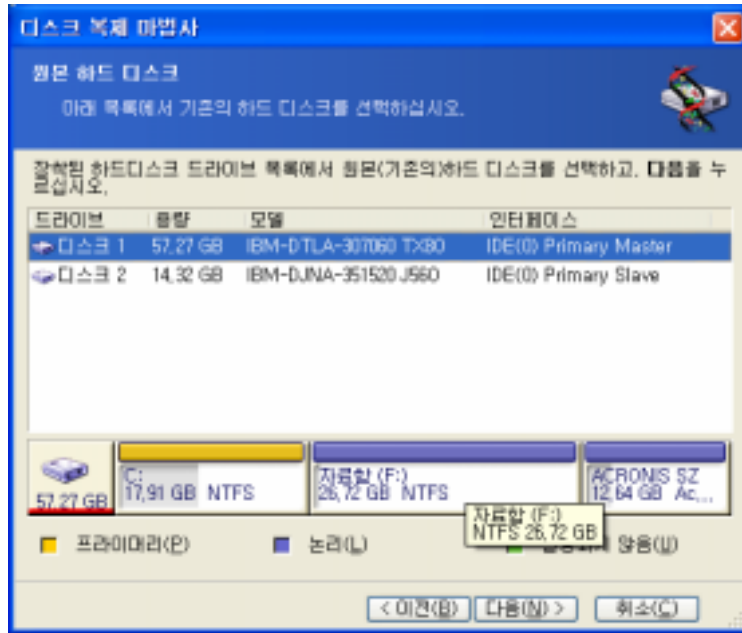 디스크 복제 마법사
원본 하드 디스크
아래 목록에서 기존의 하드 디스크를 선택하십시오.
장착된 하드디스크 드라이브 목록에서 원본(기존의)하드 디스크를 선택하고, 다음을 누
르십시오.
드라이브 용량 모델 인터페이스
디스크 1 57,27 GB IBM-DTLA-307060 TX80 IDE(0) Primary Master
디스크 2 14,32 GB IBM-DJNA-351520 J560 IDE(0) Primary Slave
57,27 GB
C:
17,91 GB NTFS
자료함 (F:)
26,72 GB NTFS
ACRONIS SZ
12,64 GB Ac...
자료함 (F:)
NTFS 26,72 GB
프라이머리(P) 논리(L) 않음(U)
< 이전(B) 다음(N) > 취소(C)